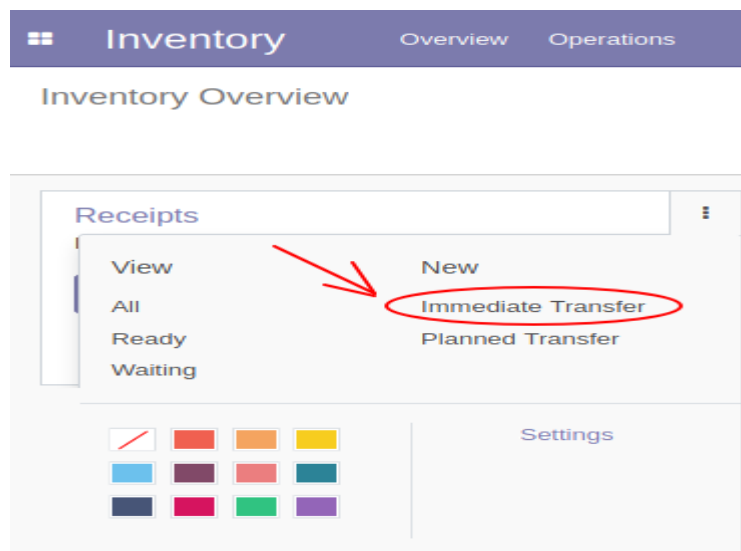 Inventory Overview Operations
Inventory Overview
Receipts
View New
All Immediate Transfer
Ready Planned Transfer
Waiting
Settings